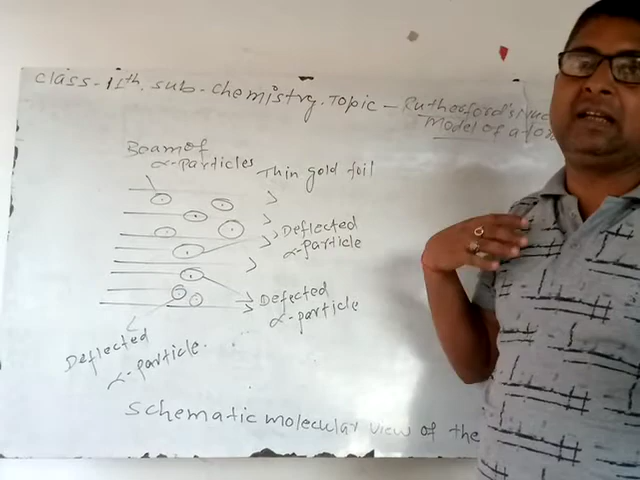 Class-11th. Sub-Chemistry. Topic - Rutherford's Nuc
Model of atom
Beam of
α-Particles
Thin gold foil
Deflected
α-Particle
Defected
α-Particle
Deflected
α-Particle.
Schematic molecular view of the